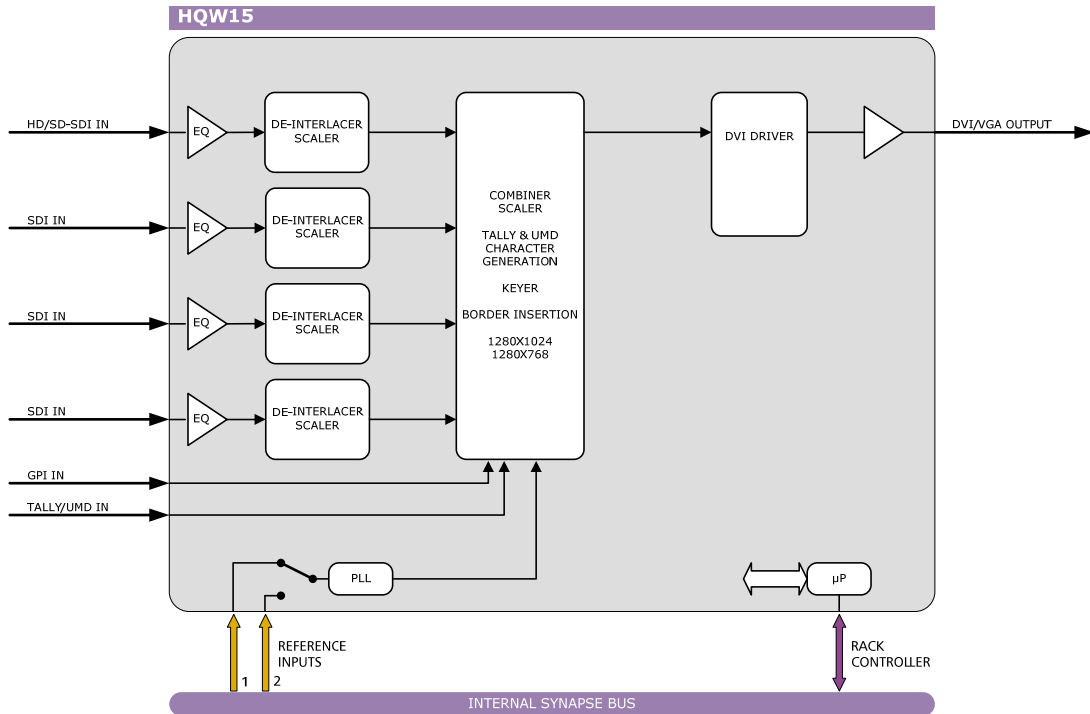 HQW15
HD/SD-SDI IN
EQ
DE-INTERLACER
SCALER
DVI DRIVER
DVI/VGA OUTPUT
SDI IN
EQ
DE-INTERLACER
SCALER
COMBINER
SCALER
TALLY & UMD
CHARACTER
GENERATION
KEYER
BORDER INSERTION
1280X1024
1280X768
SDI IN
EQ
DE-INTERLACER
SCALER
SDI IN
EQ
DE-INTERLACER
SCALER
GPI IN
TALLY/UMD IN
PLL
µP
REFERENCE
INPUTS
1
2
RACK
CONTROLLER
INTERNAL SYNAPSE BUS